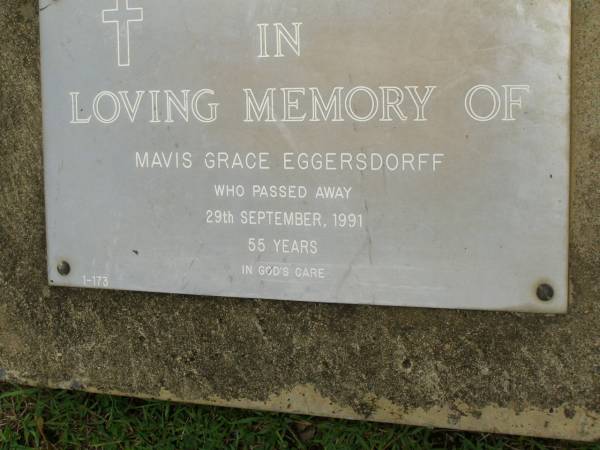 IN
LOVING MEMORY OF
MAVIS GRACE EGGERSDORFF
WHO PASSED AWAY
29th SEPTEMBER, 1991
55 YEARS
IN GOD'S CARE
1-173